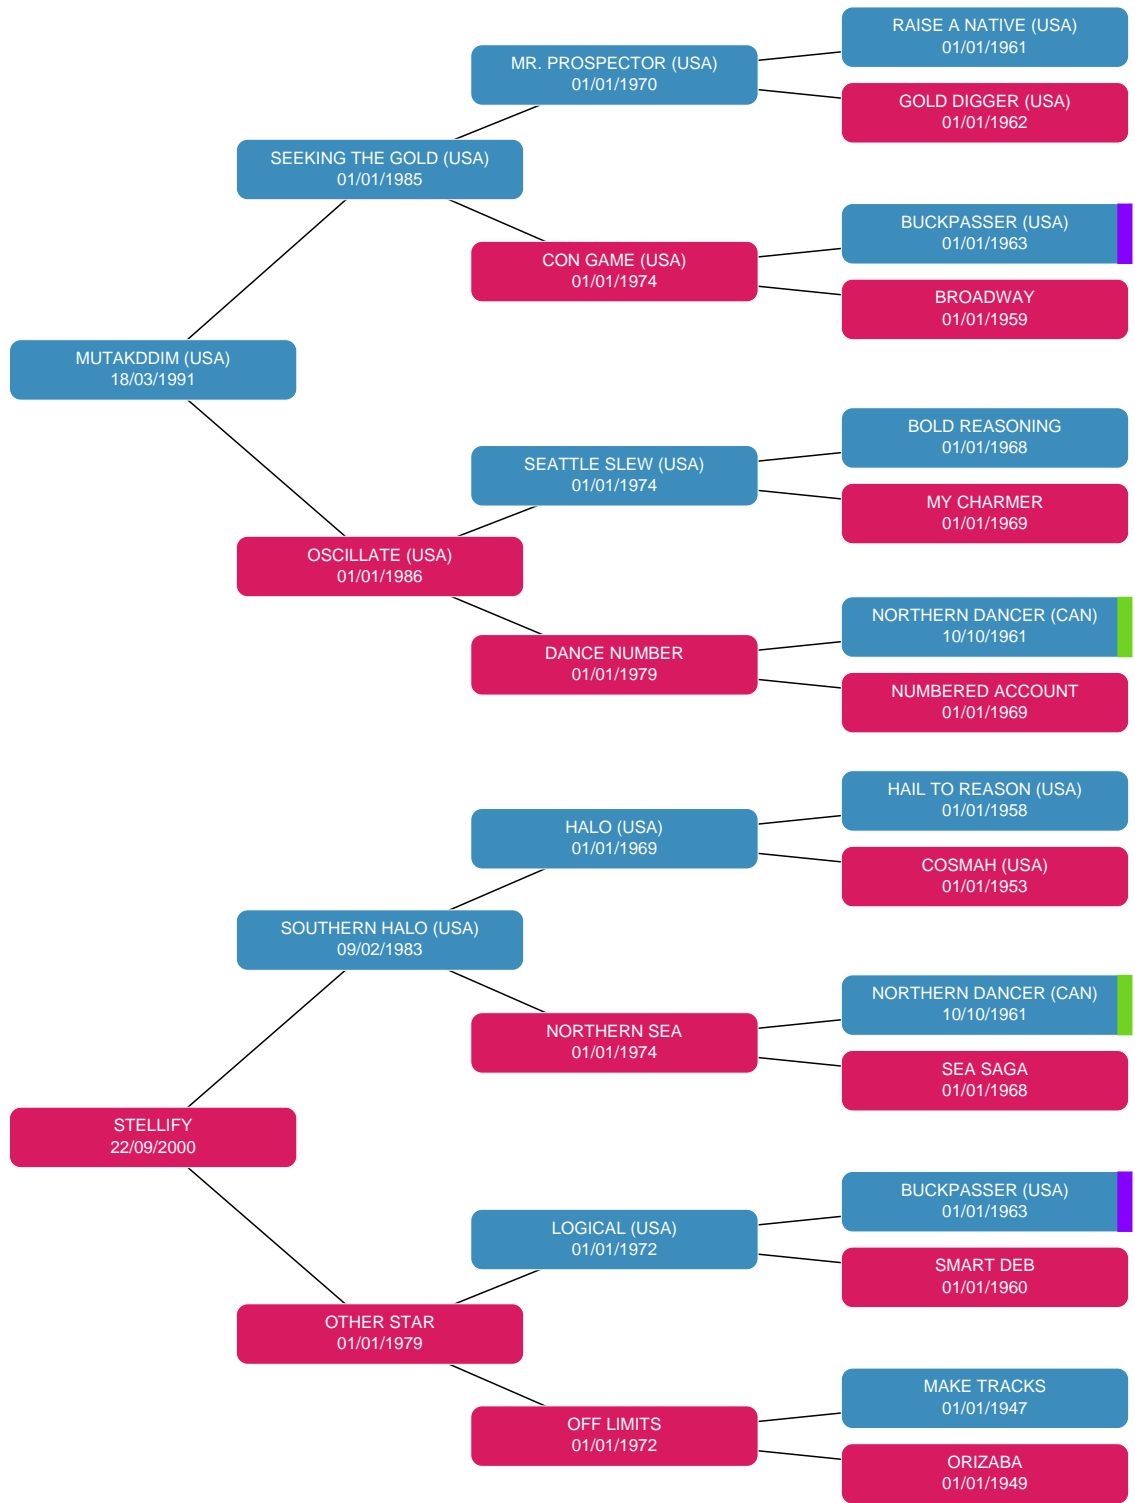 RAISE A NATIVE (USA)
01/01/1961
MR. PROSPECTOR (USA)
01/01/1970
GOLD DIGGER (USA)
01/01/1962
SEEKING THE GOLD (USA)
01/01/1985
BUCKPASSER (USA)
01/01/1963
CON GAME (USA)
01/01/1974
BROADWAY
01/01/1959
MUTAKDDIM (USA)
18/03/1991
BOLD REASONING
01/01/1968
SEATTLE SLEW (USA)
01/01/1974
MY CHARMER
01/01/1969
OSCILLATE (USA)
01/01/1986
NORTHERN DANCER (CAN)
10/10/1961
DANCE NUMBER
01/01/1979
NUMBERED ACCOUNT
01/01/1969
HAIL TO REASON (USA)
01/01/1958
HALO (USA)
01/01/1969
COSMAH (USA)
01/01/1953
SOUTHERN HALO (USA)
09/02/1983
NORTHERN DANCER (CAN)
10/10/1961
NORTHERN SEA
01/01/1974
SEA SAGA
01/01/1968
STELLIFY
22/09/2000
BUCKPASSER (USA)
01/01/1963
LOGICAL (USA)
01/01/1972
SMART DEB
01/01/1960
OTHER STAR
01/01/1979
MAKE TRACKS
01/01/1947
OFF LIMITS
01/01/1972
ORIZABA
01/01/1949